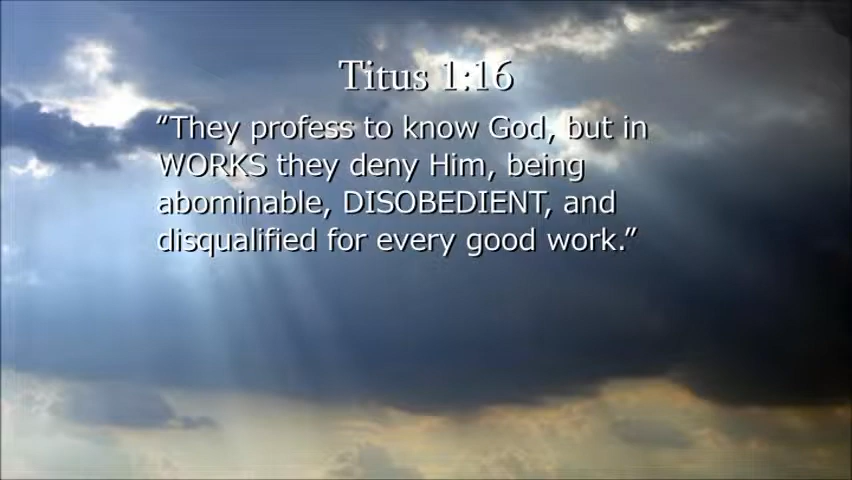 Titus 1:16
“They profess to know God, but in
WORKS they deny Him, being
abominable, DISOBEDIENT, and
disqualified for every good work.”